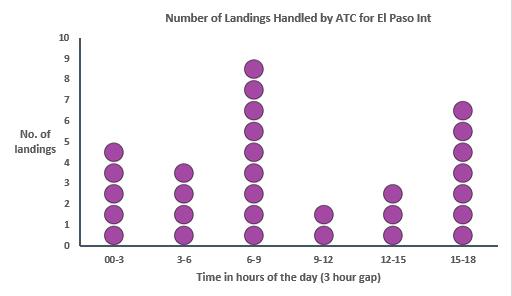 Number of Landings Handled by ATC for El Paso Int
10
9
8
7
6
5
4
3
2
1
0
No. of
landings
00-3 3-6 6-9 9-12 12-15 15-18
Time in hours of the day (3 hour gap)